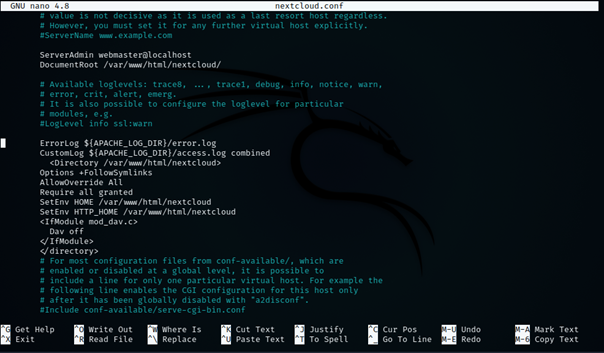 GNU nano 4.8 nextcloud.conf
# value is not decisive as it is used as a last resort host regardless.
# However, you must set it for any further virtual host explicitly.
#ServerName www.example.com
ServerAdmin webmaster@localhost
DocumentRoot /var/www/html/nextcloud/
# Available loglevels: trace8, ..., trace1, debug, info, notice, warn,
# error, crit, alert, emerg.
# It is also possible to configure the loglevel for particular
# modules, e.g.
#LogLevel info ssl:warn
ErrorLog ${APACHE_LOG_DIR}/error.log
CustomLog ${APACHE_LOG_DIR}/access.log combined
<Directory /var/www/html/nextcloud>
Options +FollowSymlinks
AllowOverride All
Require all granted
SetEnv HOME /var/www/html/nextcloud
SetEnv HTTP_HOME /var/www/html/nextcloud
<IfModule mod_dav.c>
Dav off
</IfModule>
</directory>
# For most configuration files from conf-available/, which are
# enabled or disabled at a global level, it is possible to
# include a line for only one particular virtual host. For example the
# following line enables the CGI configuration for this host only
# after it has been globally disabled with "a2disconf".
#Include conf-available/serve-cgi-bin.conf
^G Get Help ^O Write Out ^W Where Is ^K Cut Text ^J Justify ^C Cur Pos M-U Undo M-A Mark Text
^X Exit ^R Read File ^\ Replace ^U Paste Text ^T To Spell ^_ Go To Line M-E Redo M-6 Copy Text